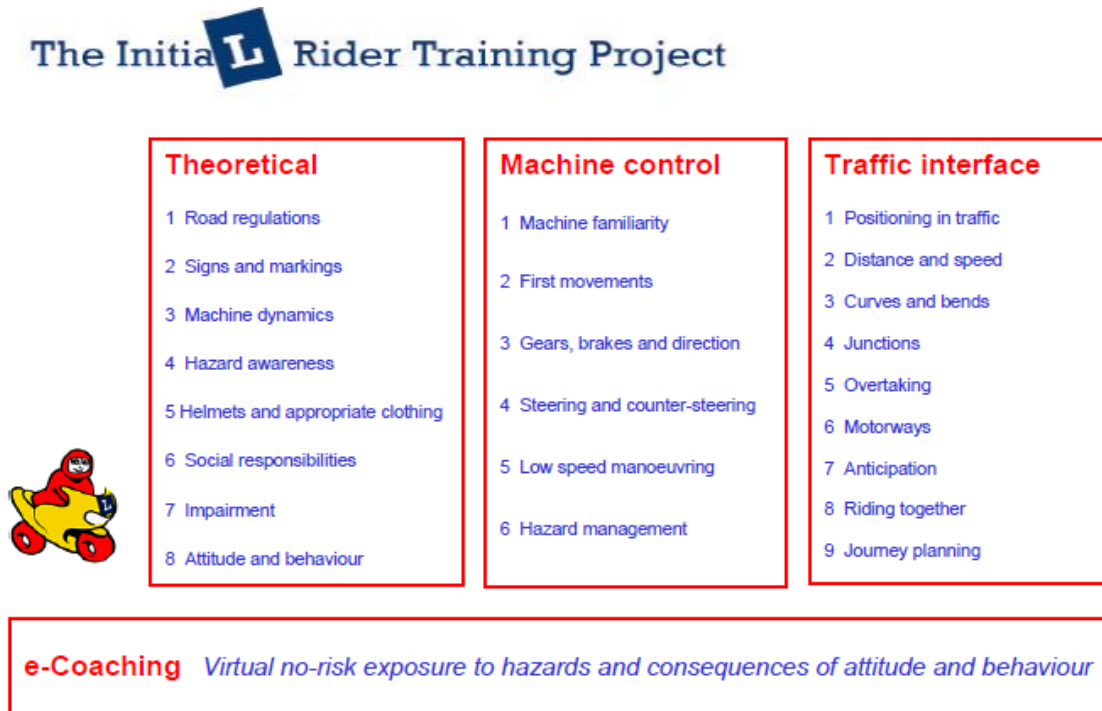 The InitiaL Rider Training Project
Theoretical
1 Road regulations
2 Signs and markings
3 Machine dynamics
4 Hazard awareness
5 Helmets and appropriate clothing
6 Social responsibilities
7 Impairment
8 Attitude and behaviour
Machine control
1 Machine familiarity
2 First movements
3 Gears, brakes and direction
4 Steering and counter-steering
5 Low speed manoeuvring
6 Hazard management
Traffic interface
1 Positioning in traffic
2 Distance and speed
3 Curves and bends
4 Junctions
5 Overtaking
6 Motorways
7 Anticipation
8 Riding together
9 Journey planning
L
e-Coaching Virtual no-risk exposure to hazards and consequences of attitude and behaviour